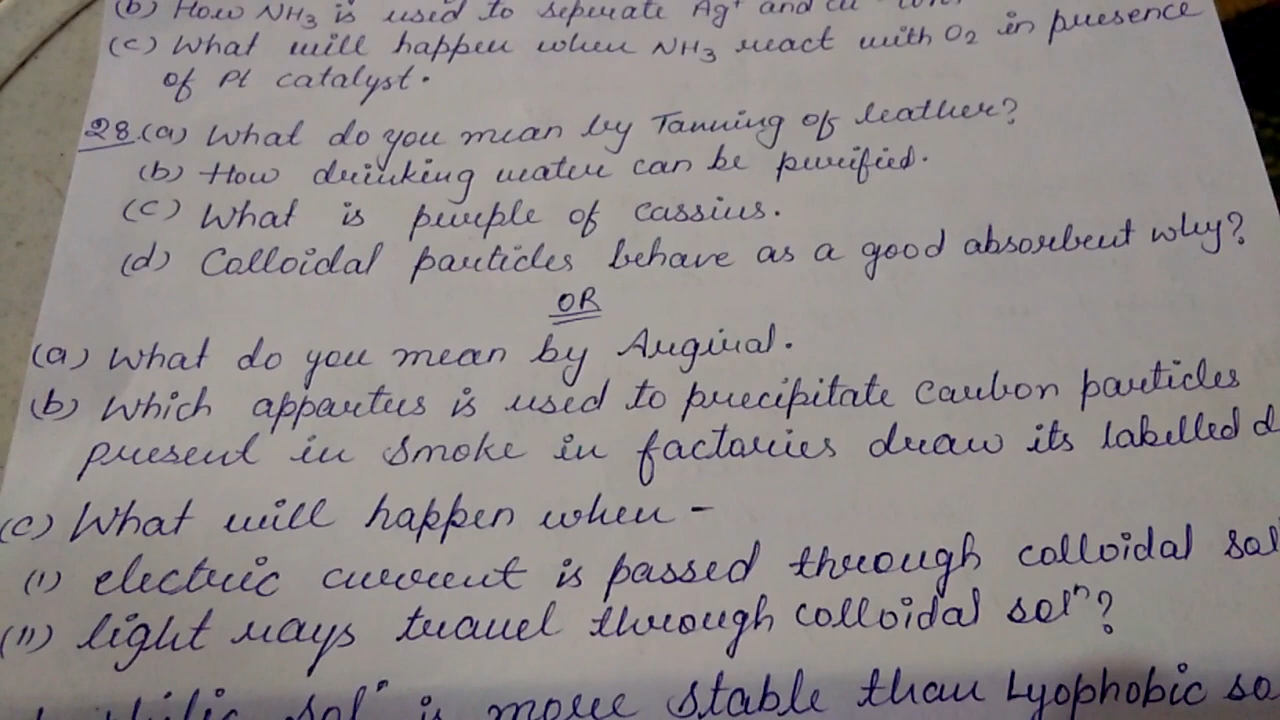 (b) How NH3 is used to seperate Ag+ and
(c) What will happen when NH3 react with O2 in presence
of Pt catalyst.
28.(a) What do you mean by Tanning of leather?
(b) How drinking water can be purified.
(c) What is purple of cassius.
(d) Colloidal particles behave as a good absorbent why?
OR
(a) What do you mean by Arginal.
(b) Which appartus is used to precipitate carbon particles
present in smoke in factories draw its labelled d
(c) What will happen when -
(i) electric current is passed through colloidal sol
(ii) light rays travel through colloidal solⁿ?
solⁿ is more stable than Lyophobic so